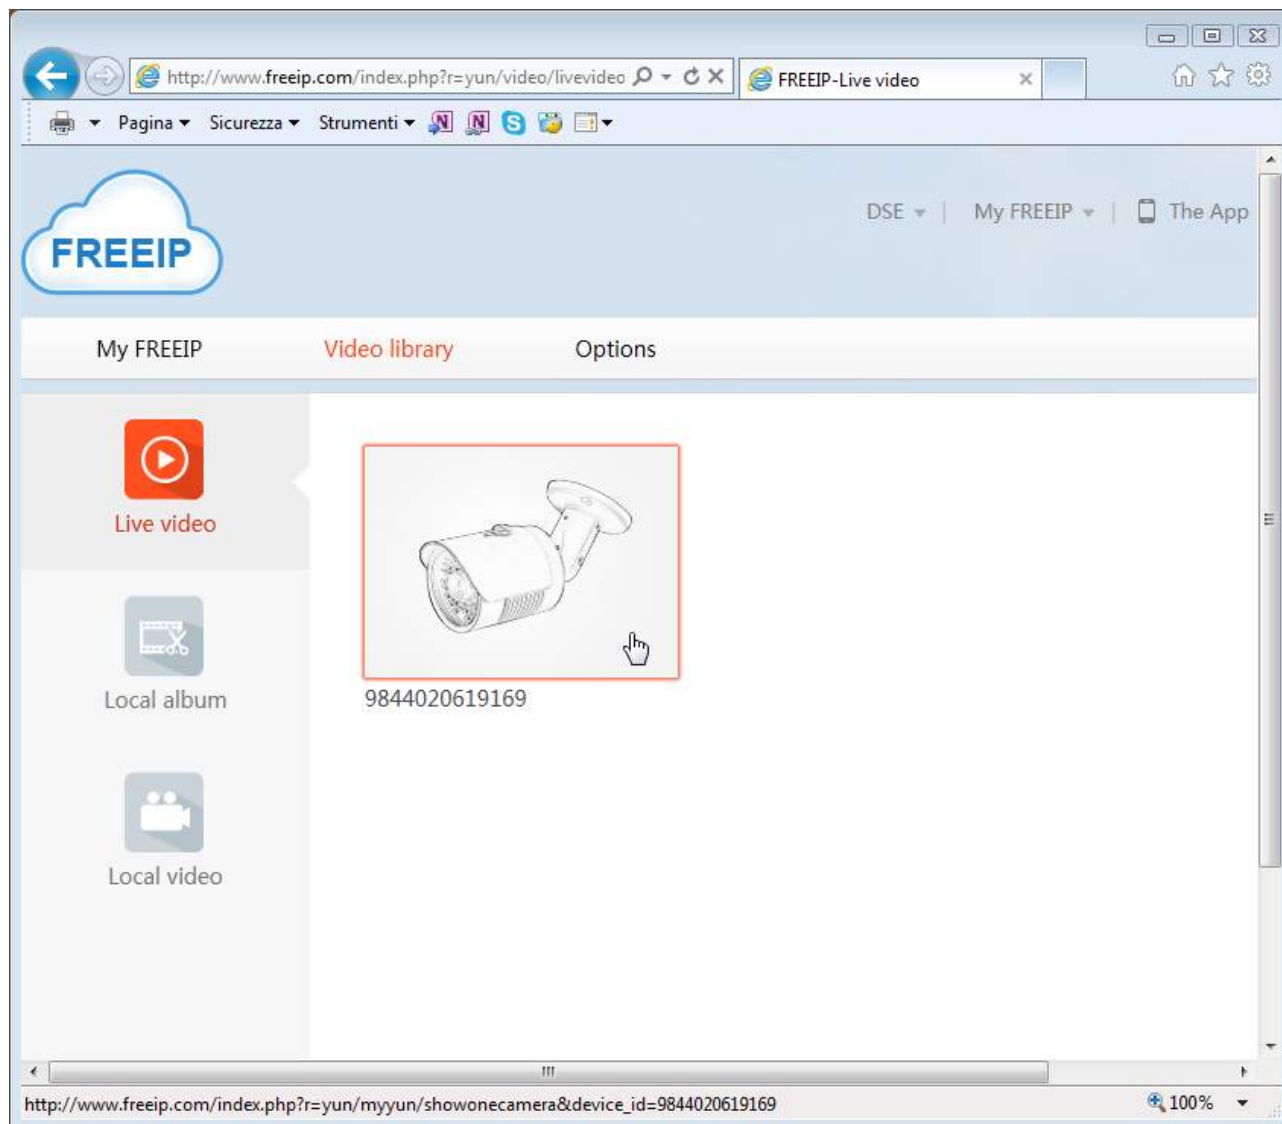 http://www.freeip.com/index.php?r=yun/video/livevideo
FREEIP-Live video
Pagina Sicurezza Strumenti
FREEIP
DSE | My FREEIP | The App
My FREEIP Video library Options
Live video
Local album
9844020619169
Local video
http://www.freeip.com/index.php?r=yun/myyun/showonecamera&device_id=9844020619169
100%